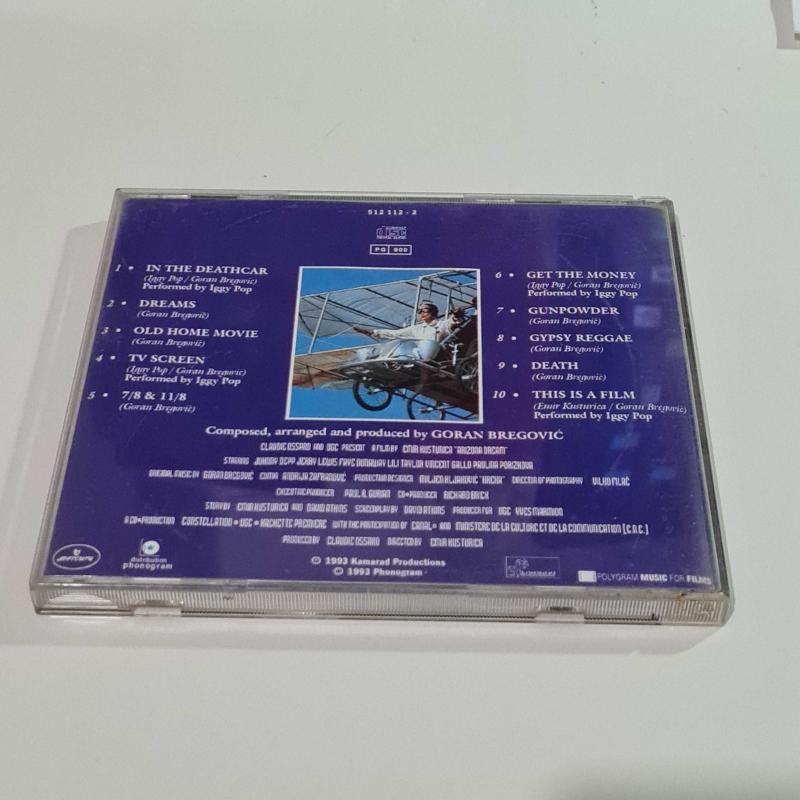 512 112 - 2
COMPACT
disc
DIGITAL AUDIO
PG 900
1 • IN THE DEATHCAR
(Iggy Pop / Goran Bregovic)
Performed by Iggy Pop
2 • DREAMS
(Goran Bregović)
3 • OLD HOME MOVIE
(Goran Bregović)
4 • TV SCREEN
(Iggy Pop / Goran Bregović)
Performed by Iggy Pop
5 • 7/8 & 11/8
(Goran Bregović)
6 • GET THE MONEY
(Iggy Pop / Goran Bregović)
Performed by Iggy Pop
7 • GUNPOWDER
(Goran Bregović)
8 • GYPSY REGGAE
(Goran Bregović)
9 • DEATH
(Goran Bregović)
10 • THIS IS A FILM
(Emir Kusturica / Goran Bregović)
Performed by Iggy Pop
Composed, arranged and produced by GORAN BREGOVIĆ
CLAUDIE OSSARD AND UGC PRESENT A FILM BY EMIR KUSTURICA "ARIZONA DREAM"
STARRING JOHNNY DEPP JERRY LEWIS FAYE DUNAWAY LILI TAYLOR VINCENT GALLO PAULINA PORIZKOVA
ORIGINAL MUSIC BY GORAN BREGOVIĆ EDITOR ANDRIJA ZAFRANOVIĆ PRODUCTION DESIGNER MILJEN KLJAKOVIĆ "KREKA" DIRECTOR OF PHOTOGRAPHY VILKO FILAČ
EXECUTIVE PRODUCER PAUL R. GURIAN CO-PRODUCER RICHARD BRICK
STORY BY EMIR KUSTURICA AND DAVID ATKINS SCREENPLAY BY DAVID ATKINS PRODUCER FOR UGC YVES MARMION
A CO-PRODUCTION CONSTELLATION • UGC • HACHETTE PREMIERE WITH THE PARTICIPATION OF CANAL+ AND MINISTERE DE LA CULTURE ET DE LA COMMUNICATION [C.N.C.]
PRODUCED BY CLAUDIE OSSARD DIRECTED BY EMIR KUSTURICA
℗ 1993 Kamarad Productions
© 1993 Phonogram
mercury
distribution
phonogram
POLYGRAM MUSIC FOR FILMS